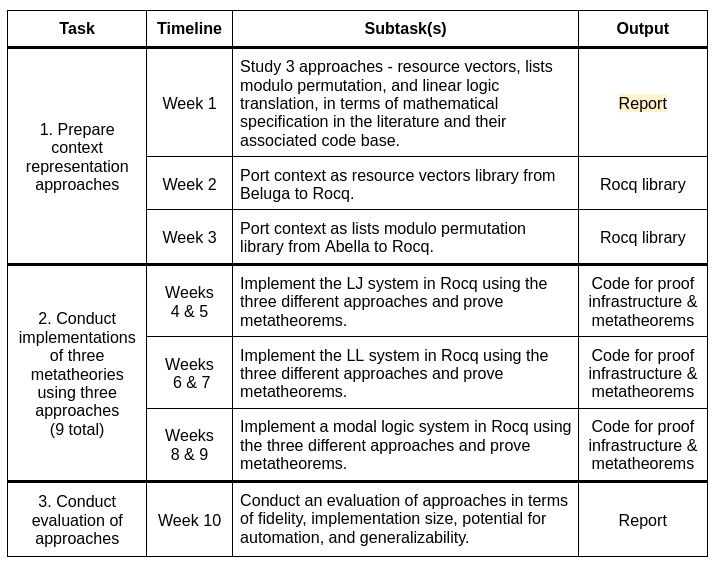 Task Timeline Subtask(s) Output
1. Prepare
context
representation
approaches
Week 1
Study 3 approaches - resource vectors, lists
modulo permutation, and linear logic
translation, in terms of mathematical
specification in the literature and their
associated code base.
Report
Week 2
Port context as resource vectors library from
Beluga to Rocq.
Rocq library
Week 3
Port context as lists modulo permutation
library from Abella to Rocq.
Rocq library
2. Conduct
implementations
of three
metatheories
using three
approaches
(9 total)
Weeks
4 & 5
Implement the LJ system in Rocq using the
three different approaches and prove
metatheorems.
Code for proof
infrastructure &
metatheorems
Weeks
6 & 7
Implement the LL system in Rocq using the
three different approaches and prove
metatheorems.
Code for proof
infrastructure &
metatheorems
Weeks
8 & 9
Implement a modal logic system in Rocq using
the three different approaches and prove
metatheorems.
Code for proof
infrastructure &
metatheorems
3. Conduct
evaluation of
approaches
Week 10
Conduct an evaluation of approaches in terms
of fidelity, implementation size, potential for
automation, and generalizability.
Report